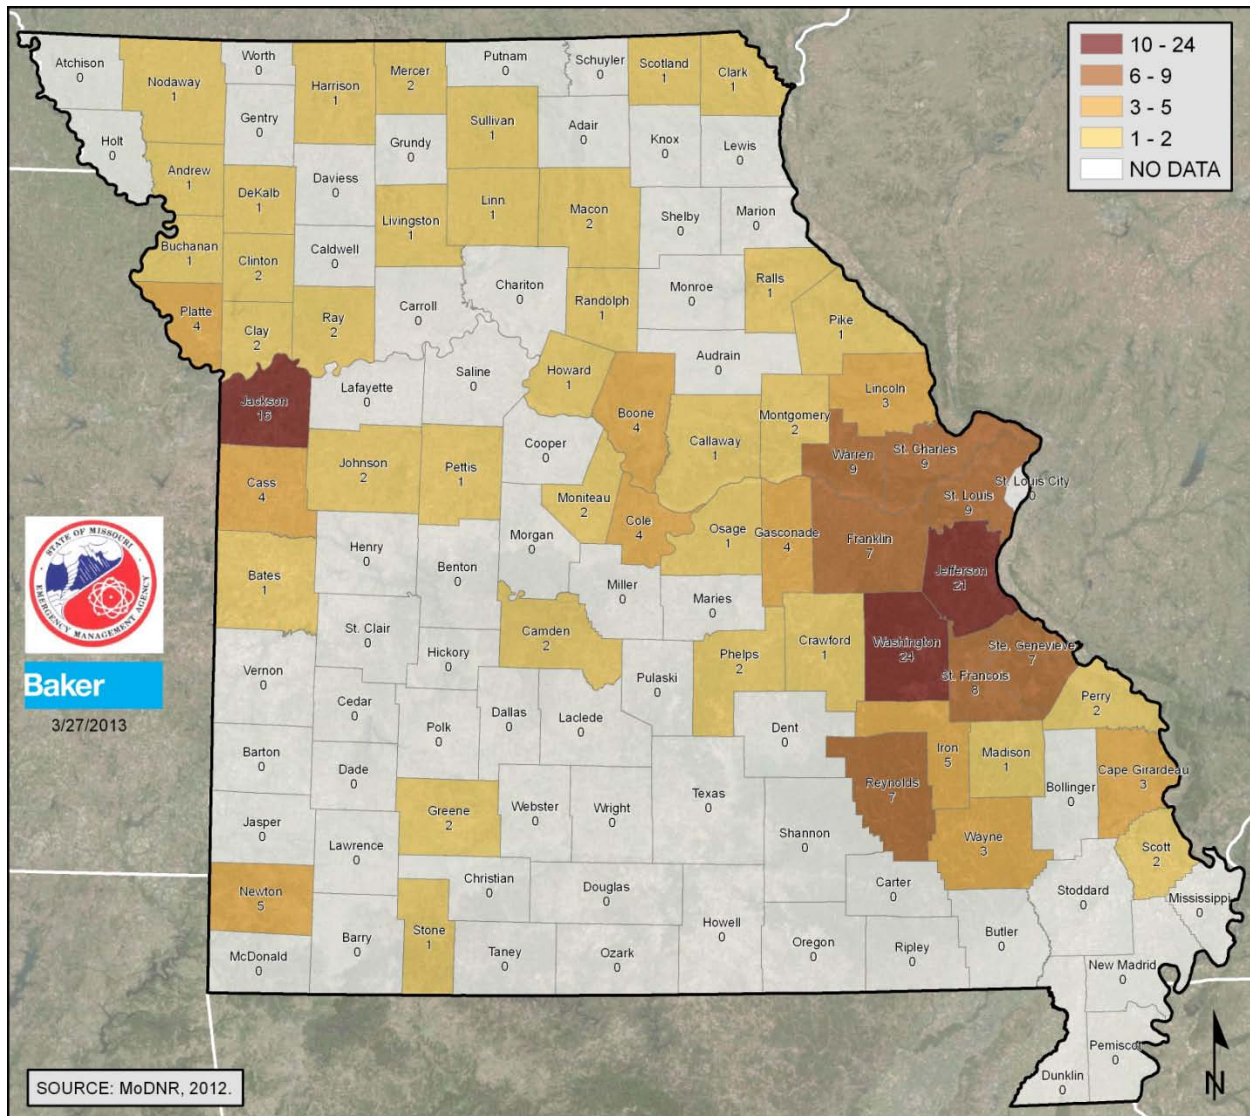 10 - 24
6 - 9
3 - 5
1 - 2
NO DATA
Atchison
0
Nodaway
1
Worth
0
Harrison
1
Mercer
2
Putnam
0
Schuyler
0
Scotland
1
Clark
1
Holt
0
Gentry
0
Grundy
0
Sullivan
1
Adair
0
Knox
0
Lewis
0
Andrew
1
DeKalb
1
Daviess
0
Livingston
1
Linn
1
Macon
2
Shelby
0
Marion
0
Buchanan
1
Clinton
2
Caldwell
0
Carroll
0
Chariton
0
Randolph
1
Monroe
0
Ralls
1
Pike
1
Platte
4
Clay
2
Ray
2
Audrain
0
Jackson
16
Lafayette
0
Saline
0
Howard
1
Boone
4
Callaway
1
Montgomery
2
Lincoln
3
Cooper
0
Warren
9
St. Charles
9
St. Louis City
0
St. Louis
9
Cass
4
Johnson
2
Pettis
1
Moniteau
2
Cole
4
Osage
1
Gasconade
4
Franklin
7
Jefferson
21
Morgan
0
Bates
1
Henry
0
Benton
0
Miller
0
Maries
0
St. Clair
0
Hickory
0
Camden
2
Pulaski
0
Phelps
2
Crawford
1
Washington
24
Ste. Genevieve
7
St. Francois
8
Perry
2
Vernon
0
Cedar
0
Polk
0
Dallas
0
Laclede
0
Dent
0
Iron
5
Madison
1
Bollinger
0
Cape Girardeau
3
Barton
0
Dade
0
Greene
2
Webster
0
Wright
0
Texas
0
Shannon
0
Reynolds
7
Wayne
3
Scott
2
Jasper
0
Lawrence
0
Christian
0
Douglas
0
Carter
0
Stoddard
0
Mississippi
0
Newton
5
Barry
0
Stone
1
Taney
0
Ozark
0
Howell
0
Oregon
0
Ripley
0
Butler
0
McDonald
0
New Madrid
0
Pemiscot
0
Dunklin
0
STATE OF MISSOURI
EMERGENCY MANAGEMENT AGENCY
Baker
3/27/2013
SOURCE: MoDNR, 2012.
N